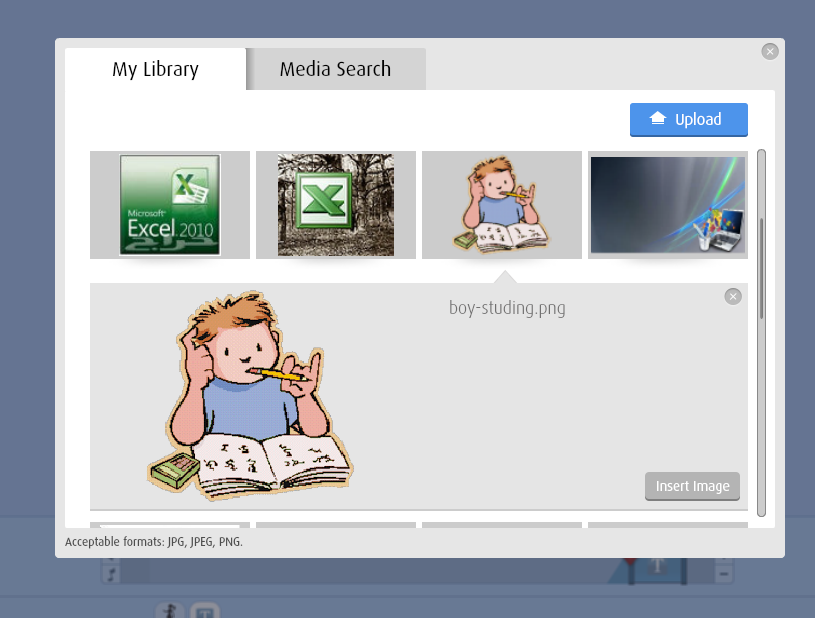 My Library
Media Search
Upload
Microsoft
Excel 2010
boy-studing.png
Insert Image
Acceptable formats: JPG, JPEG, PNG.
T
T